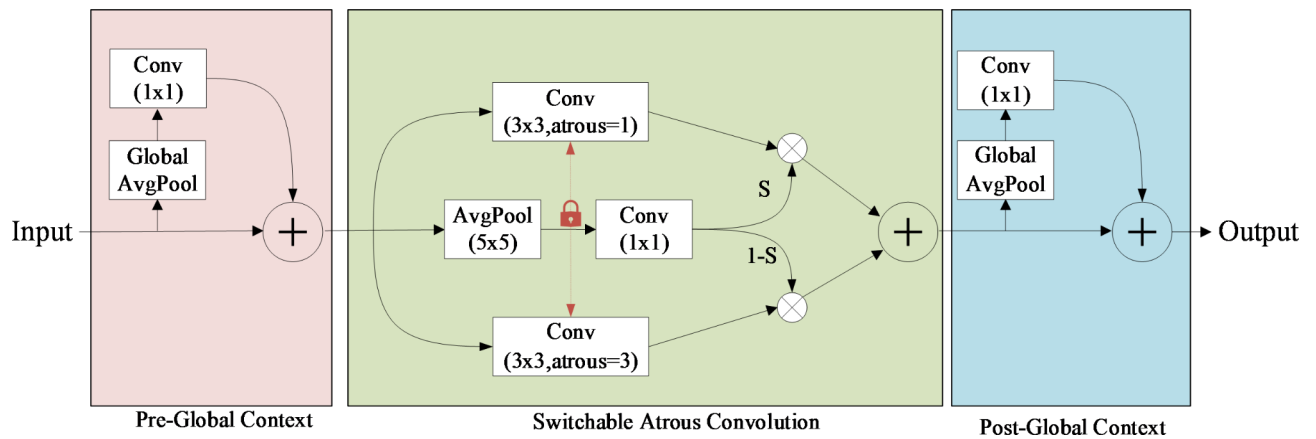 Input
Conv
(1x1)
Global
AvgPool
+
Pre-Global Context
Conv
(3x3,atrous=1)
AvgPool
(5x5)
Conv
(1x1)
S
1-S
Conv
(3x3,atrous=3)
+
Switchable Atrous Convolution
Conv
(1x1)
Global
AvgPool
+
Post-Global Context
Output